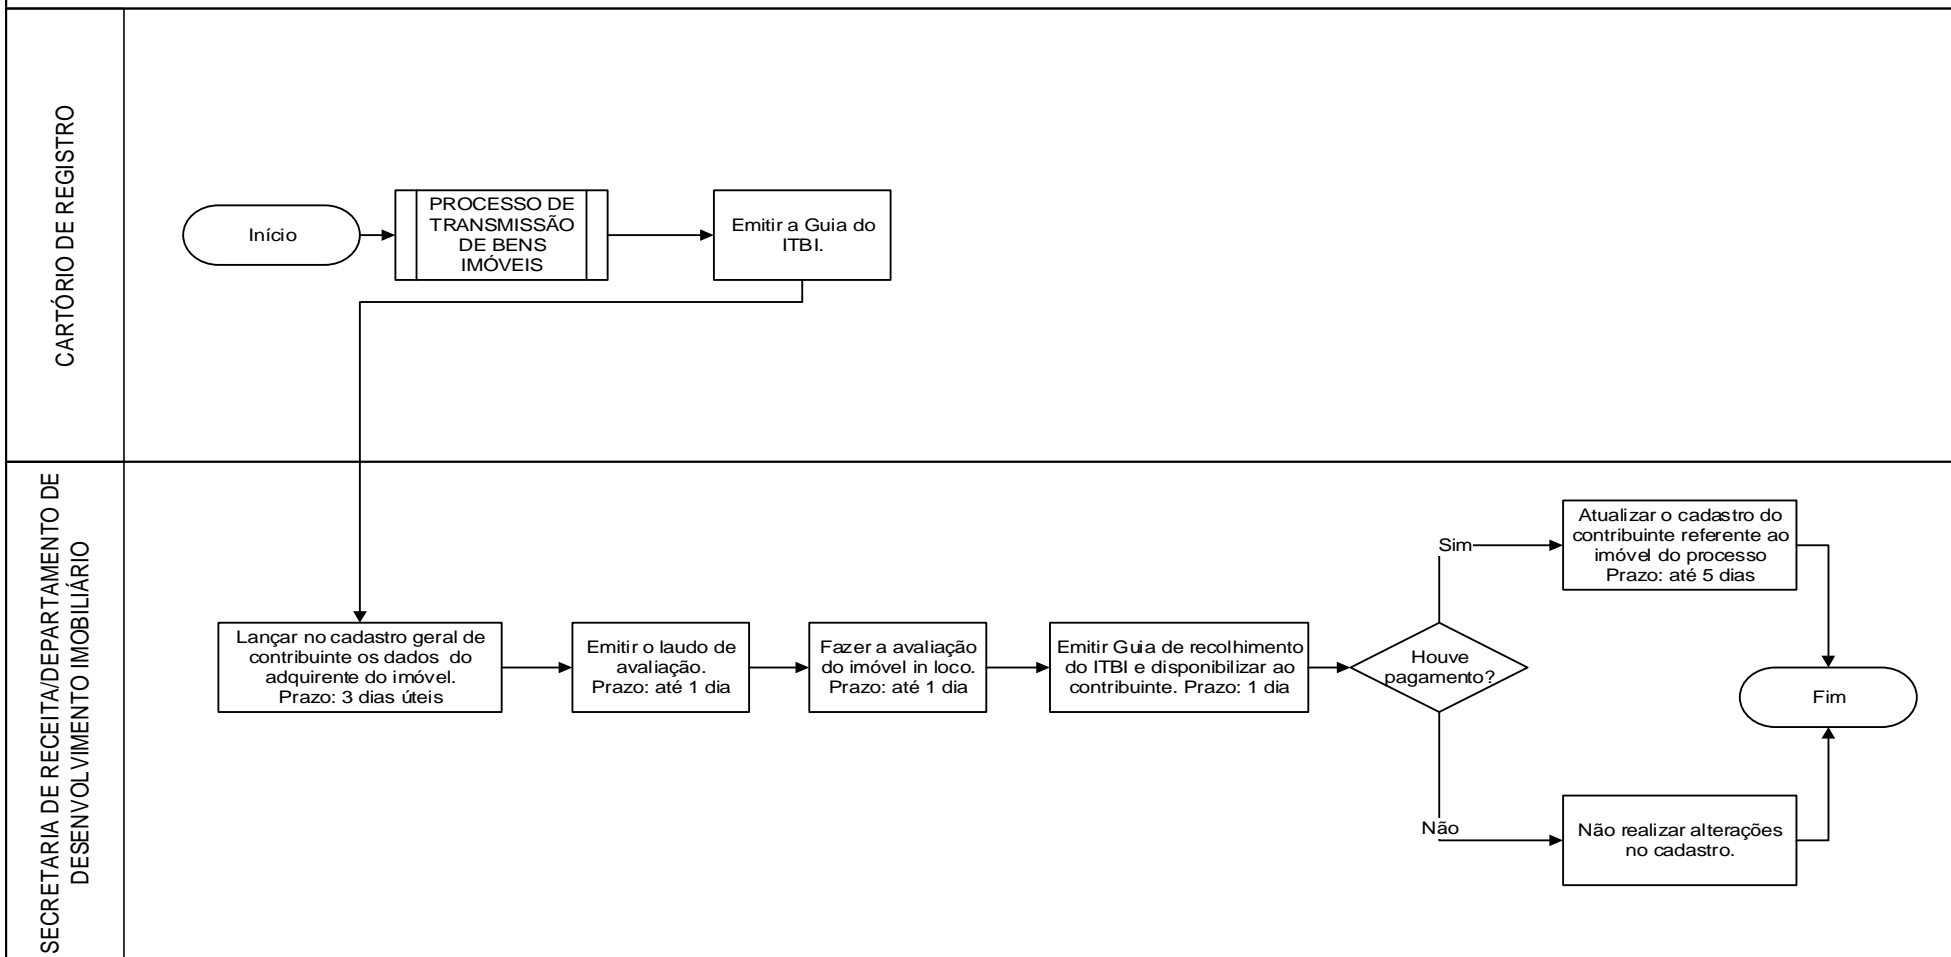 CARTÓRIO DE REGISTRO
Início
PROCESSO DE
TRANSMISSÃO
DE BENS
IMÓVEIS
Emitir a Guia do
ITBI.
SECRETARIA DE RECEITA/DEPARTAMENTO DE
DESENVOLVIMENTO IMOBILIÁRIO
Lançar no cadastro geral de
contribuinte os dados  do
adquirente do imóvel.
Prazo: 3 dias úteis
Emitir o laudo de
avaliação.
Prazo: até 1 dia
Fazer a avaliação
do imóvel in loco.
Prazo: até 1 dia
Emitir Guia de recolhimento
do ITBI e disponibilizar ao
contribuinte. Prazo: 1 dia
Houve
pagamento?
Sim
Atualizar o cadastro do
contribuinte referente ao
imóvel do processo
Prazo: até 5 dias
Não
Não realizar alterações
no cadastro.
Fim